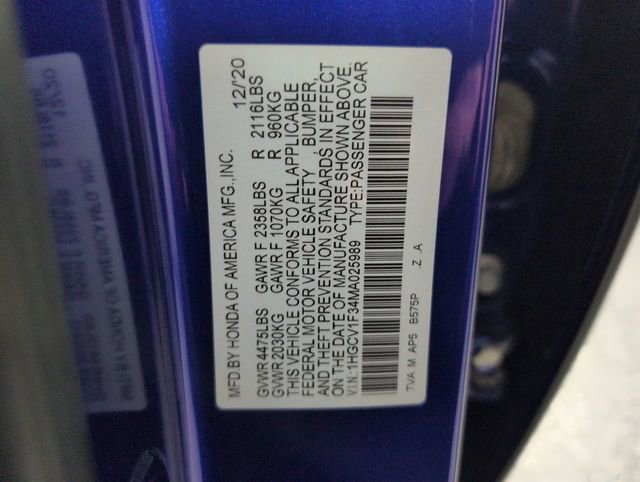 MFD.BY HONDA OF AMERICA MFG.,INC. 12/20
GVWR 4475LBS GAWR F 2358LBS R 2116LBS
GVWR 2030KG GAWR F 1070KG R 960KG
THIS VEHICLE CONFORMS TO ALL APPLICABLE
FEDERAL MOTOR VEHICLE SAFETY , BUMPER,
AND THEFT PREVENTION STANDARDS IN EFFECT
ON THE DATE OF MANUFACTURE SHOWN ABOVE.
V.I.N.:1HGCV1F34MA025989 TYPE:PASSENGER CAR
TVA M AP5 B575P Z A